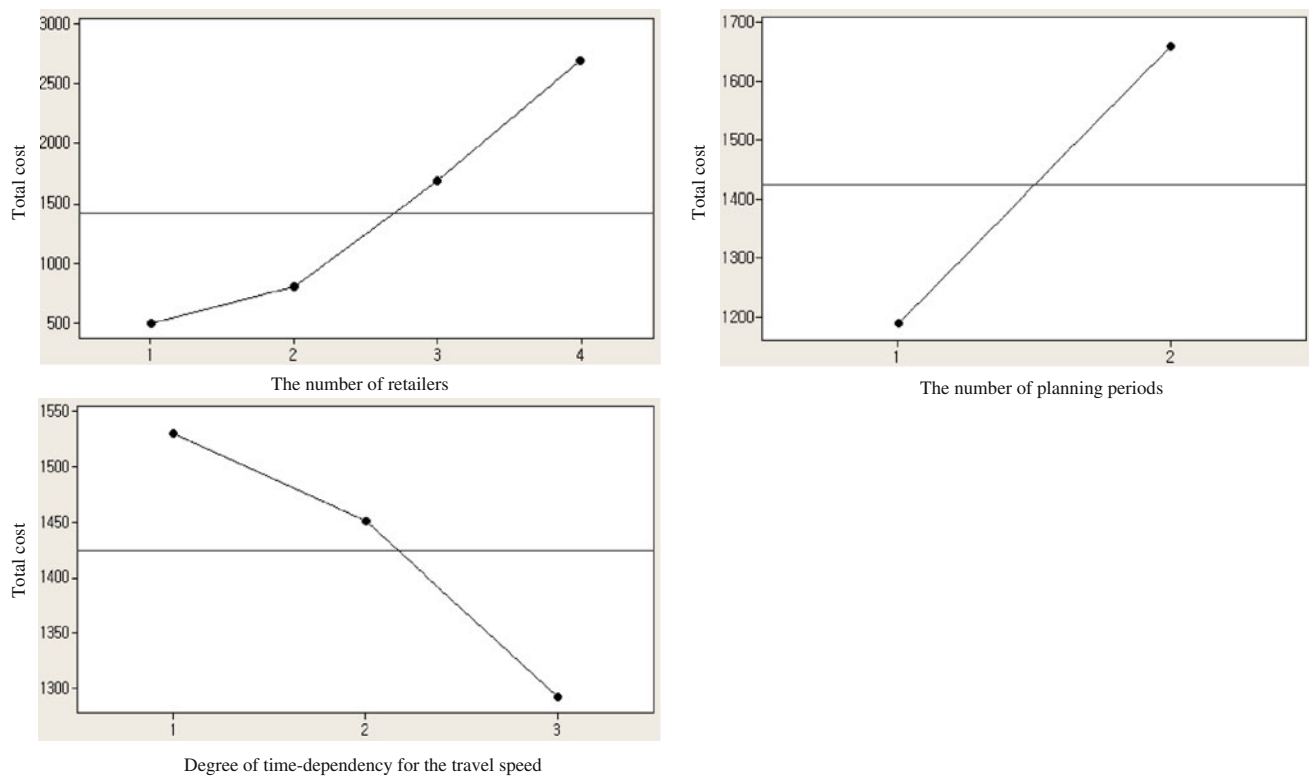 Total cost
3000
2500
2000
1500
1000
500
1 2 3 4
The number of retailers
Total cost
1700
1600
1500
1400
1300
1200
1 2
The number of planning periods
Total cost
1550
1500
1450
1400
1350
1300
1 2 3
Degree of time-dependency for the travel speed